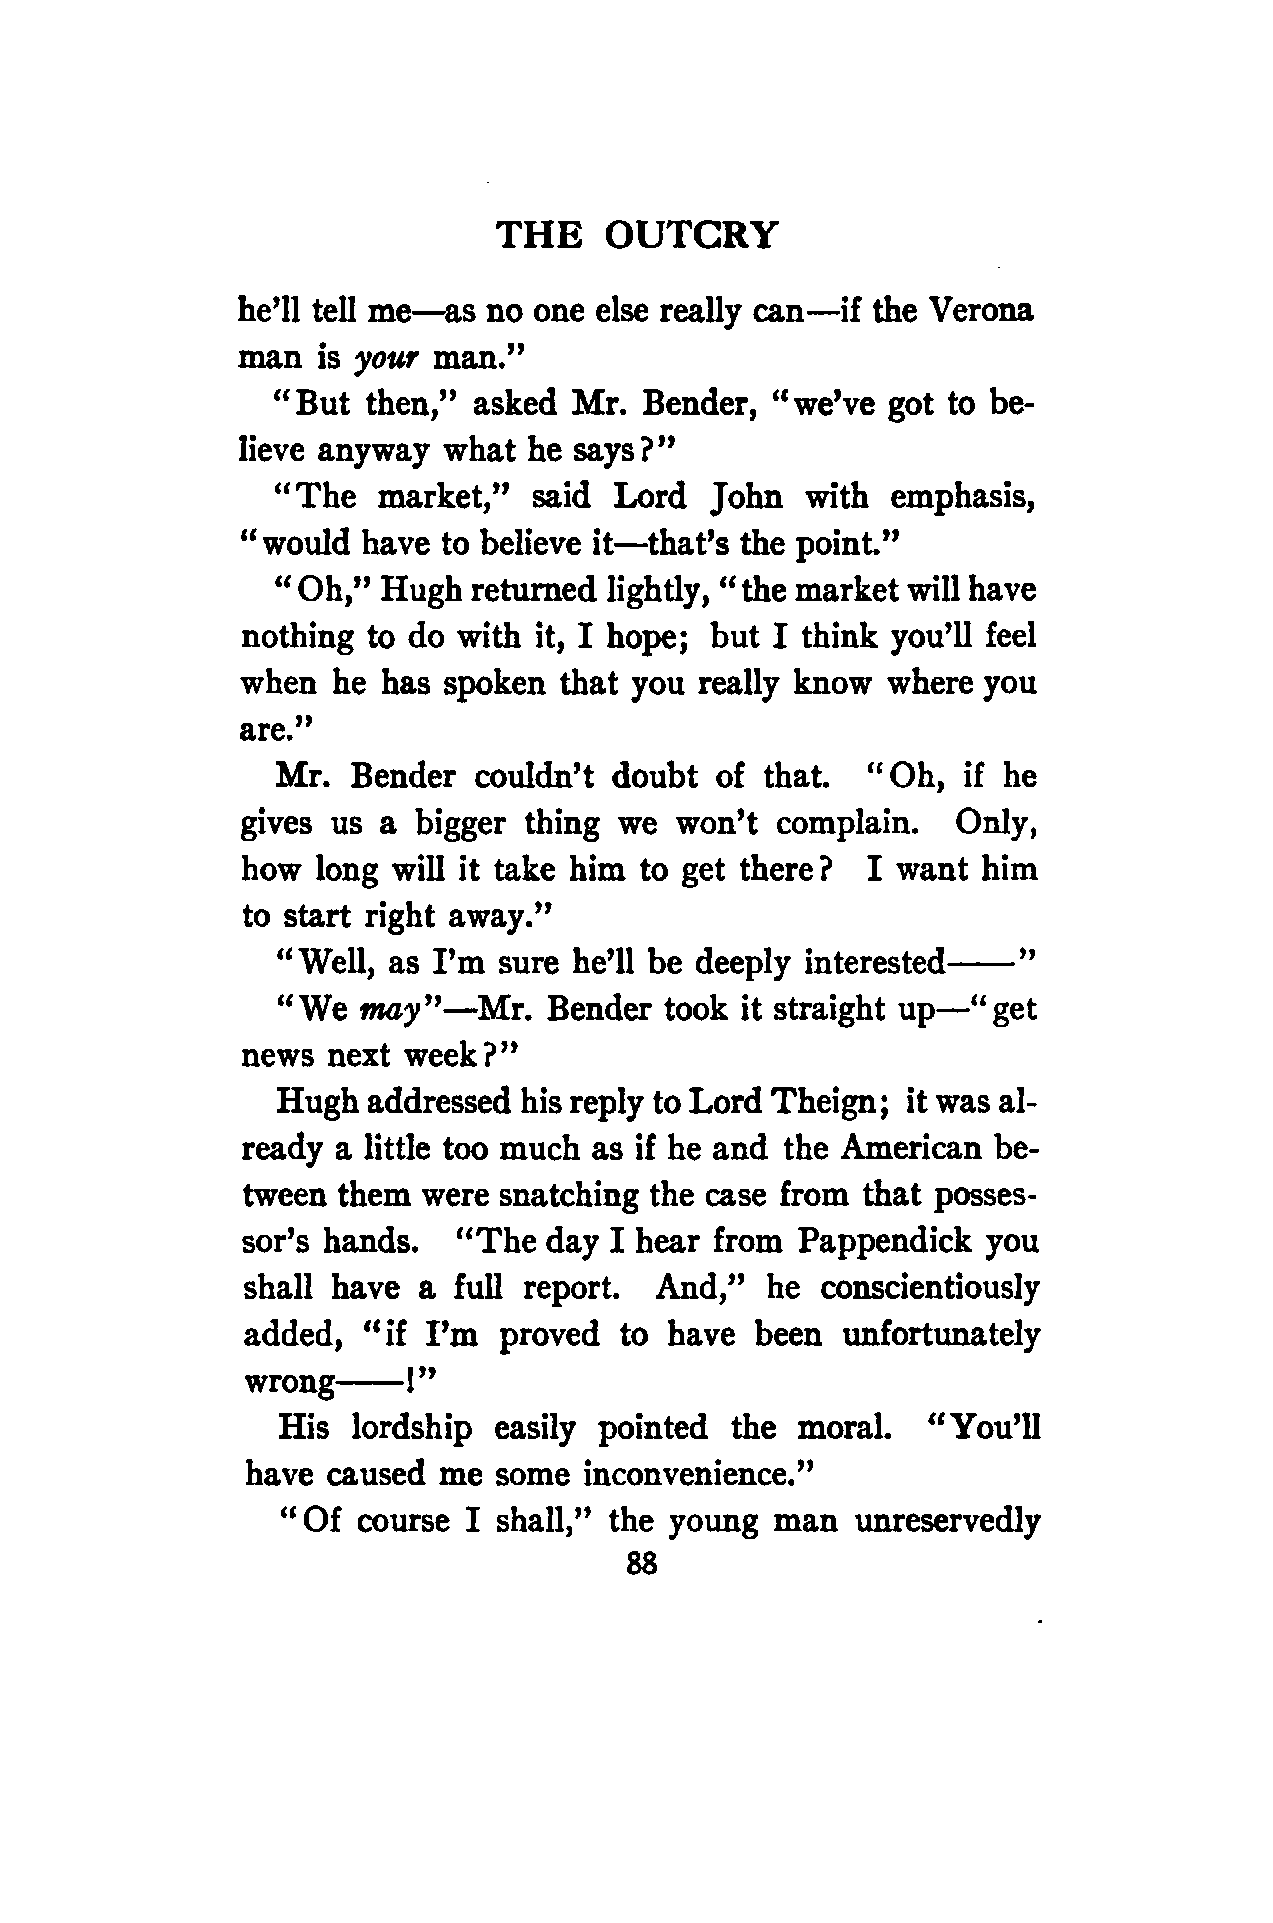 THE OUTCRY
he'll tell me—as no one else really can—if the Verona
man is your man."
"But then," asked Mr. Bender, "we've got to be-
lieve anyway what he says?"
"The market," said Lord John with emphasis,
"would have to believe it—that's the point."
"Oh," Hugh returned lightly, "the market will have
nothing to do with it, I hope; but I think you'll feel
when he has spoken that you really know where you
are."
Mr. Bender couldn't doubt of that. "Oh, if he
gives us a bigger thing we won't complain. Only,
how long will it take him to get there? I want him
to start right away."
"Well, as I'm sure he'll be deeply interested——"
"We may"—Mr. Bender took it straight up—"get
news next week?"
Hugh addressed his reply to Lord Theign; it was al-
ready a little too much as if he and the American be-
tween them were snatching the case from that posses-
sor's hands. "The day I hear from Pappendick you
shall have a full report. And," he conscientiously
added, "if I'm proved to have been unfortunately
wrong——!"
His lordship easily pointed the moral. "You'll
have caused me some inconvenience."
"Of course I shall," the young man unreservedly
88